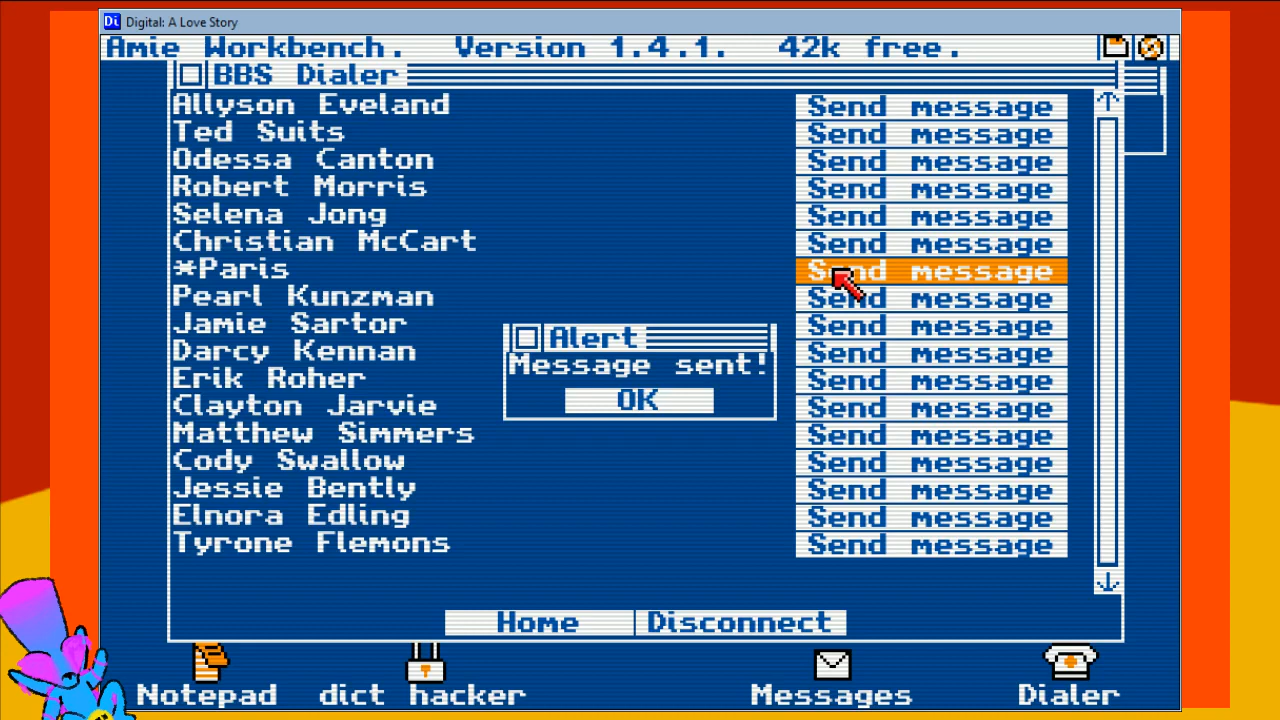 Di Digital: A Love Story
Amie Workbench. Version 1.4.1. 42k free.
BBS Dialer
Allyson Eveland Send message
Ted Suits Send message
Odessa Canton Send message
Robert Morris Send message
Selena Jong Send message
Christian McCart Send message
*Paris Send message
Pearl Kunzman Send message
Jamie Sartor Send message
Darcy Kennan Send message
Erik Roher Send message
Clayton Jarvie Send message
Matthew Simmers Send message
Cody Swallow Send message
Jessie Bently Send message
Elnora Edling Send message
Tyrone Flemons Send message
Alert
Message sent!
OK
Home Disconnect
Notepad dict hacker Messages Dialer